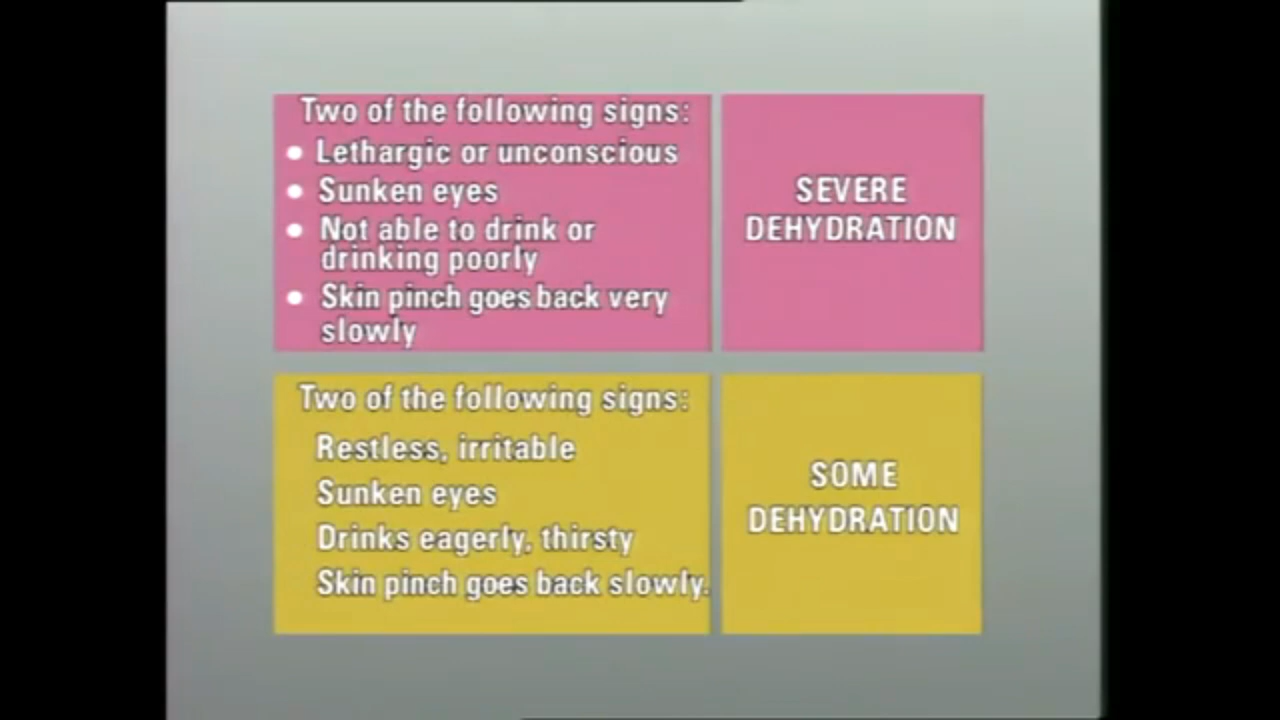 Two of the following signs:
• Lethargic or unconscious
• Sunken eyes
• Not able to drink or
drinking poorly
• Skin pinch goes back very
slowly
SEVERE
DEHYDRATION
Two of the following signs:
Restless, irritable
Sunken eyes
Drinks eagerly, thirsty
Skin pinch goes back slowly.
SOME
DEHYDRATION